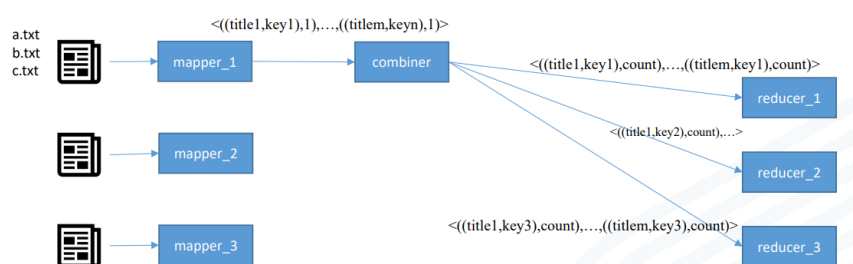 <((title1,key1),1),…,((titlem,keyn),1)>
a.txt
b.txt
c.txt
mapper_1
combiner
<((title1,key1),count),…,((titlem,key1),count)>
reducer_1
<((title1,key2),count),…>
mapper_2
reducer_2
<((title1,key3),count),…,((titlem,key3),count)>
mapper_3
reducer_3